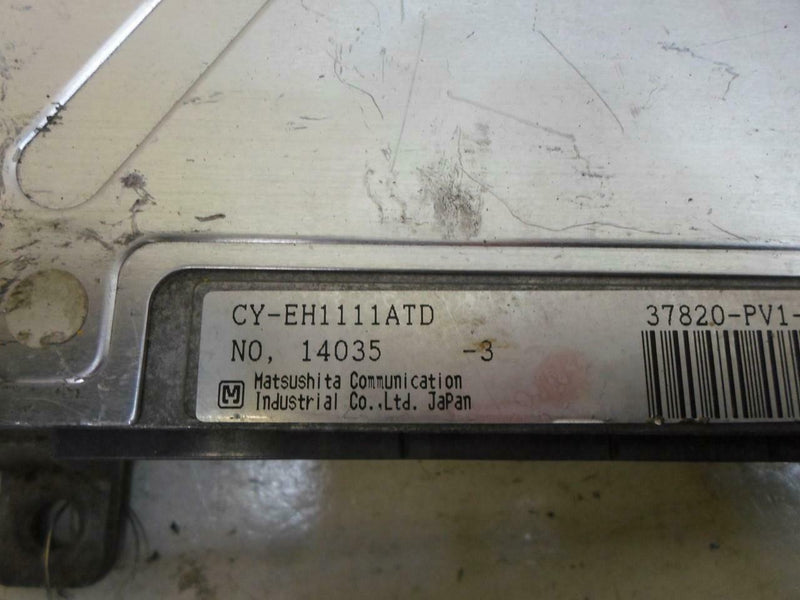 CY-EH1111ATD
37820-PV1-
NO, 14035 -3
M Matsushita Communication
Industrial Co.,Ltd. JaPan